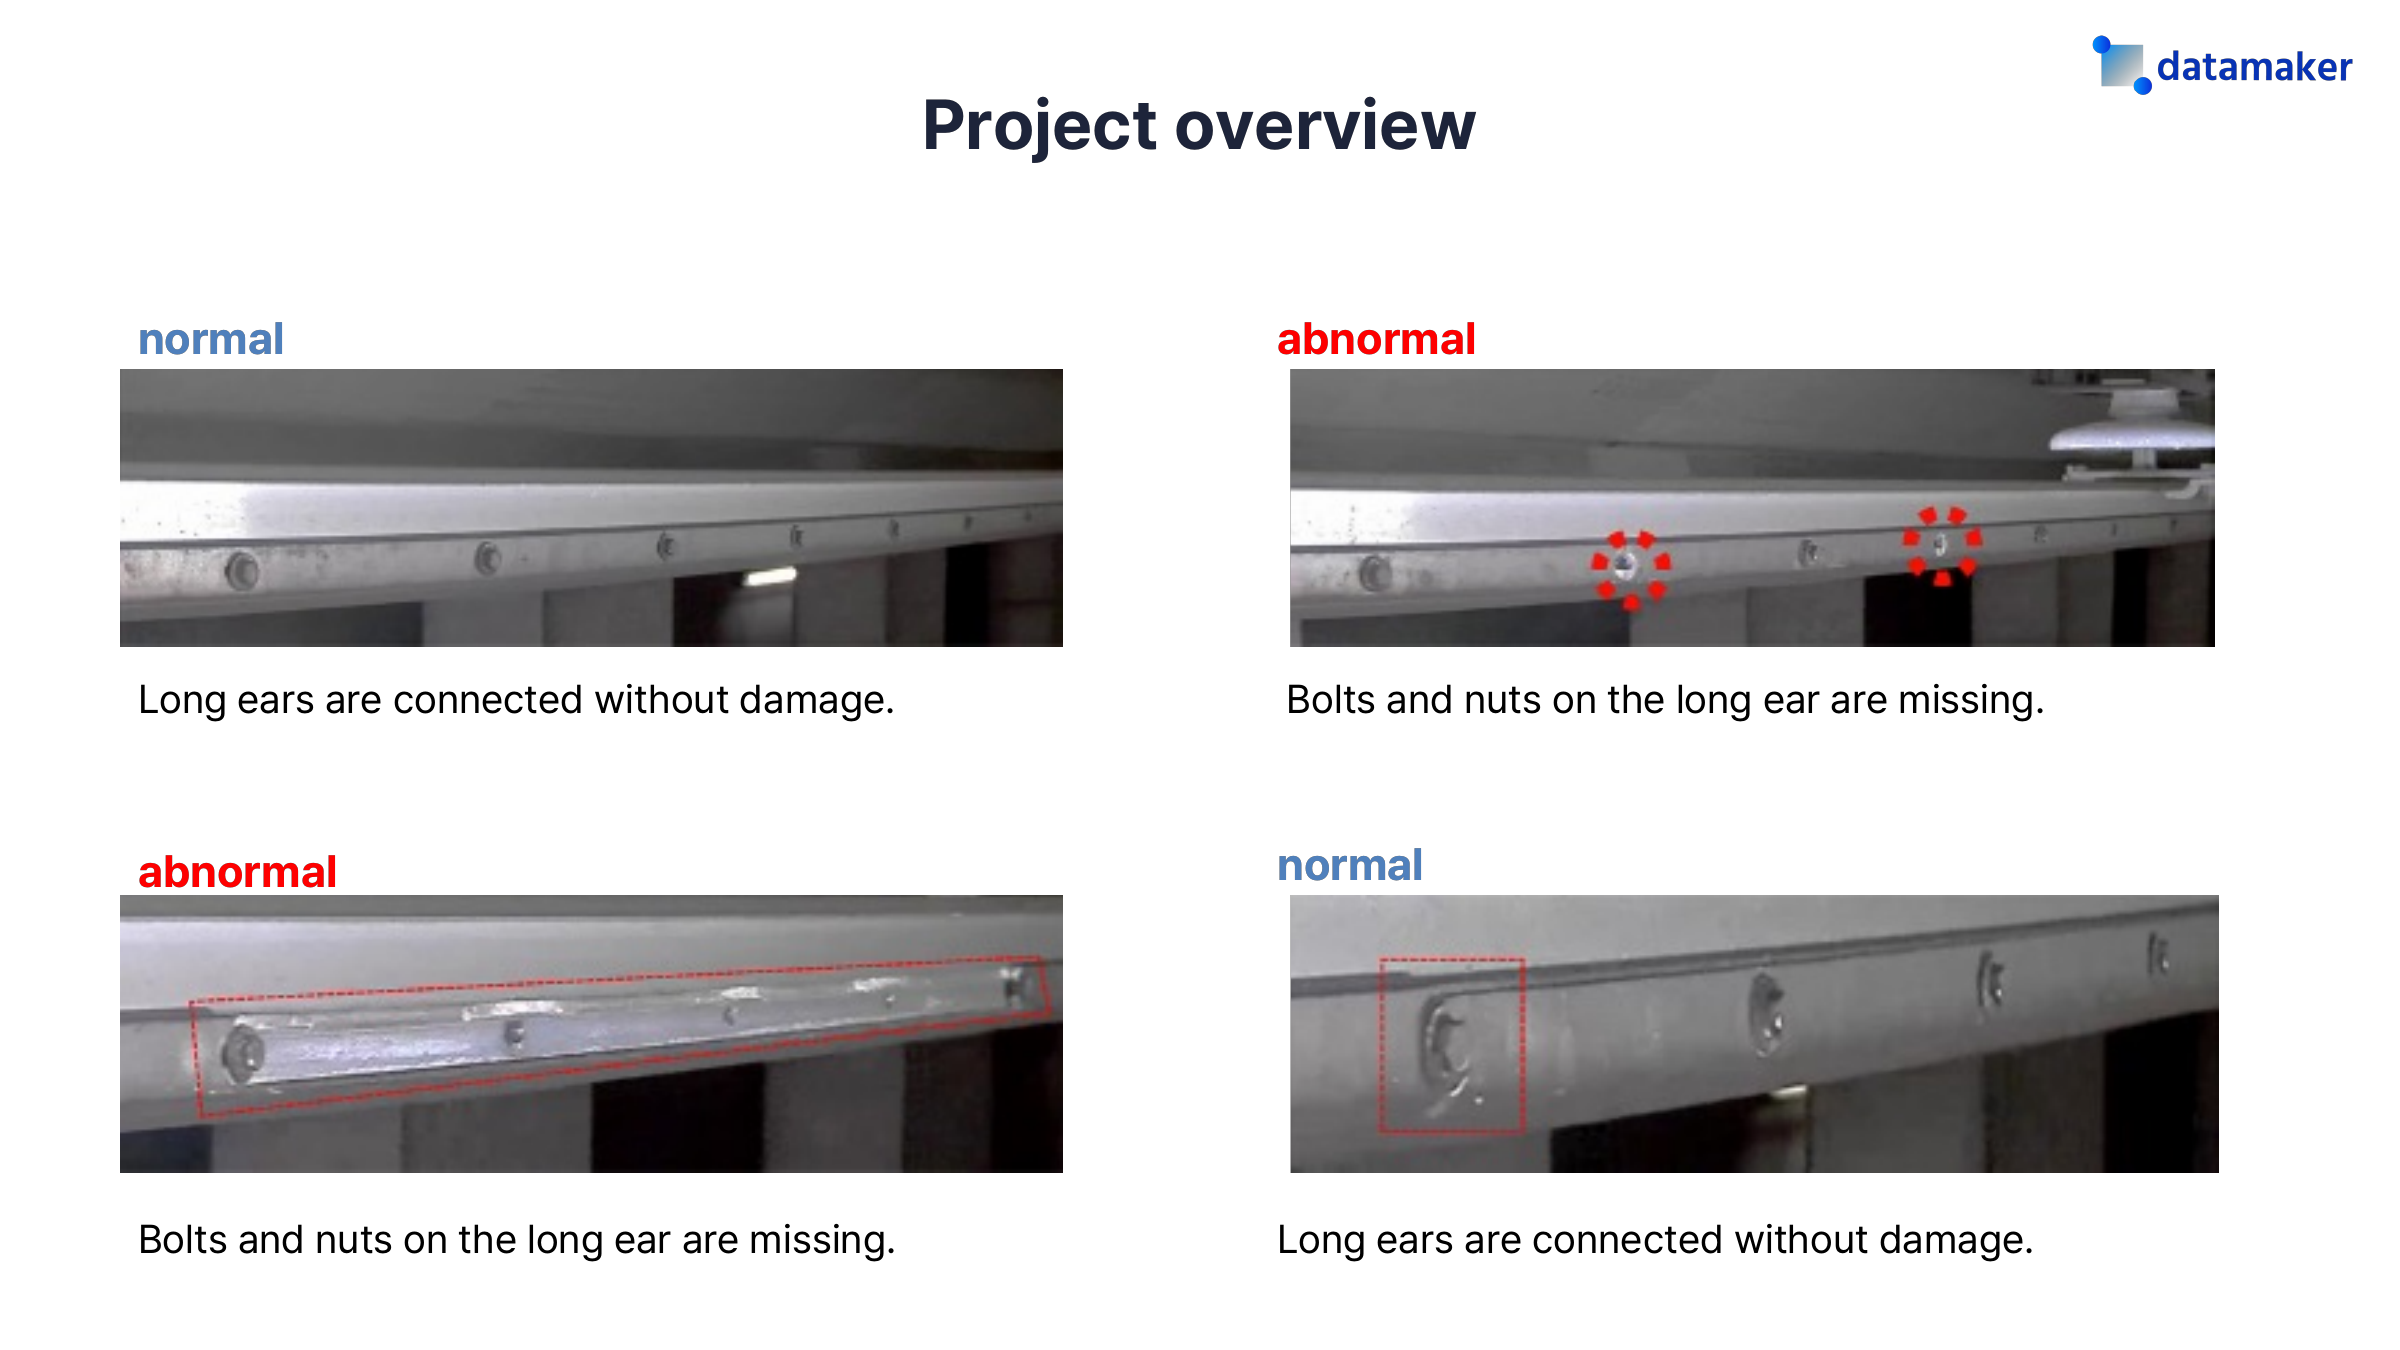 datamaker
Project overview
normal
abnormal
Long ears are connected without damage.
Bolts and nuts on the long ear are missing.
abnormal
normal
Bolts and nuts on the long ear are missing.
Long ears are connected without damage.